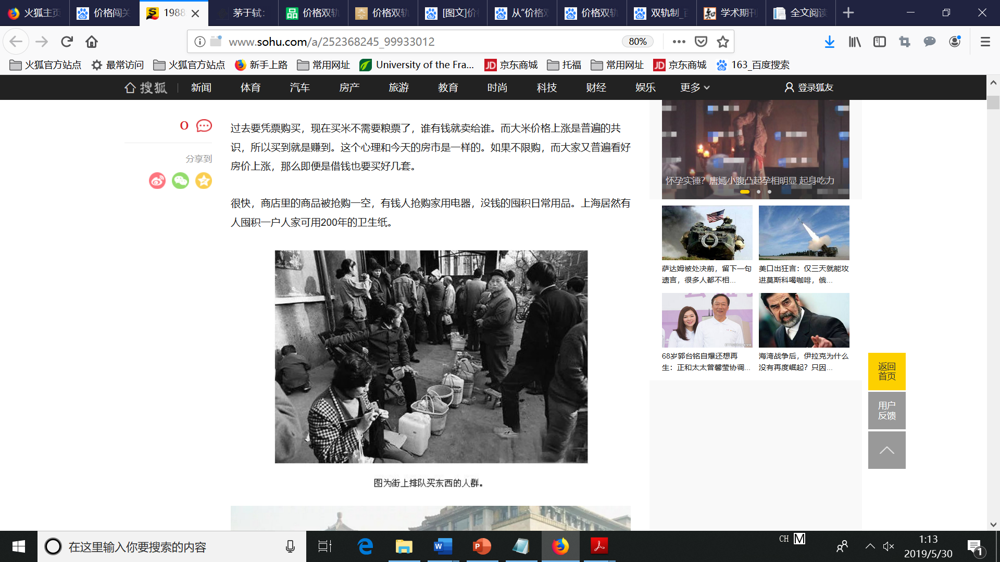 火狐主页
价格闯关
1988
茅于轼:
价格双轨
价格双轨
[图文]价格
从“价格双
价格双轨
双轨制_百
学术期刊
全文阅读
www.sohu.com/a/252368245_99933012
80%
火狐官方站点
最常访问
火狐官方站点
新手上路
常用网址
University of the Fra...
JD 京东商城
托福
常用网址
JD 京东商城
163_百度搜索
搜狐
新闻
体育
汽车
房产
旅游
教育
时尚
科技
财经
娱乐
更多
登录狐友
0
分享到
过去要凭票购买，现在买米不需要粮票了，谁有钱就卖给谁。而大米价格上涨是普遍的共
识，所以买到就是赚到。这个心理和今天的房市是一样的。如果不限购，而大家又普遍看好
房价上涨，那么即便是借钱也要买好几套。
很快，商店里的商品被抢购一空，有钱人抢购家用电器，没钱的囤积日常用品。上海居然有
人囤积一户人家可用200年的卫生纸。
图为街上排队买东西的人群。
怀孕实锤？唐嫣小腹凸起孕相明显 起身吃力
萨达姆被处决前，留下一句
遗言，很多人都不相...
美口出狂言：仅三天就能攻
进莫斯科喝咖啡，俄...
68岁郭台铭自爆还想再
生：正和太太曾馨莹协调...
海湾战争后，伊拉克为什么
没有再度崛起？只因...
返回
首页
用户
反馈
在这里输入你要搜索的内容
CH M
1:13
2019/5/30
1